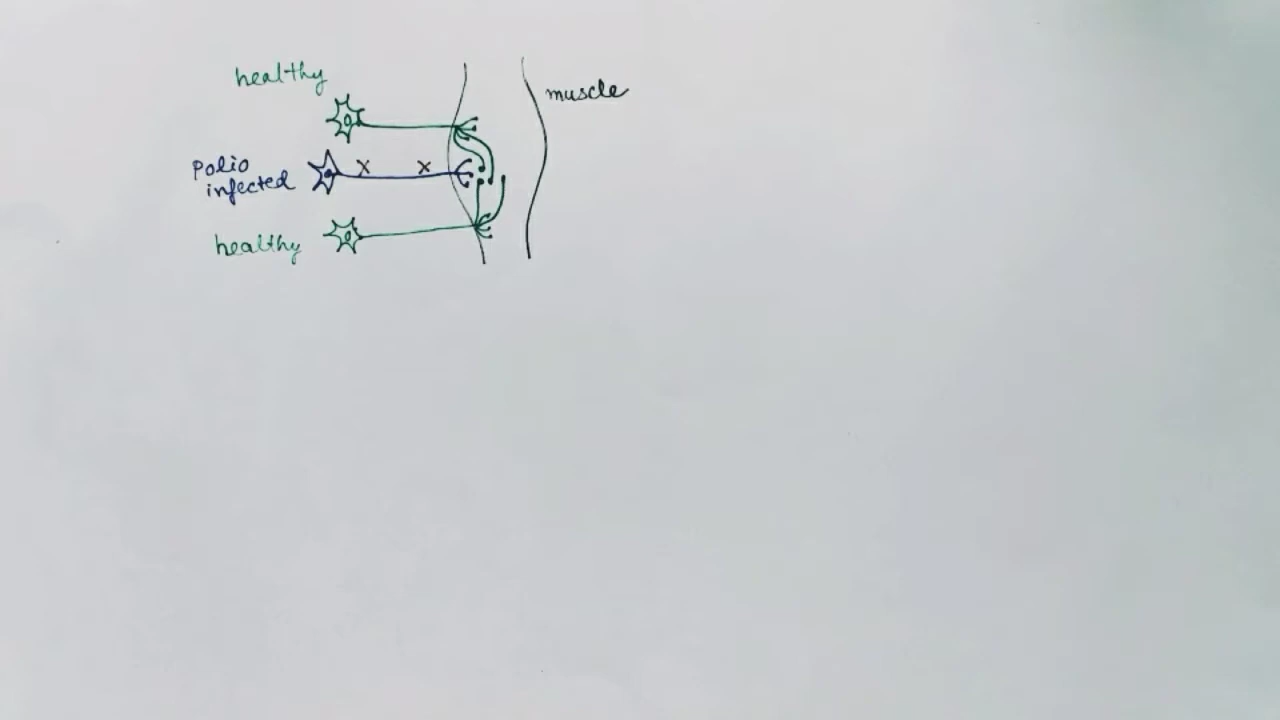 healthy
muscle
Polio
infected
healthy